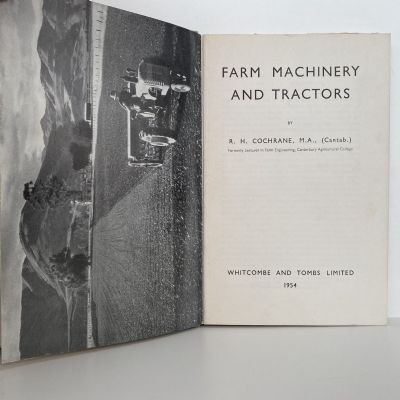 FARM MACHINERY
AND TRACTORS
BY
R. H. COCHRANE, M.A., (Cantab.)
Formerly Lecturer in Farm Engineering, Canterbury Agricultural College
WHITCOMBE AND TOMBS LIMITED
1954